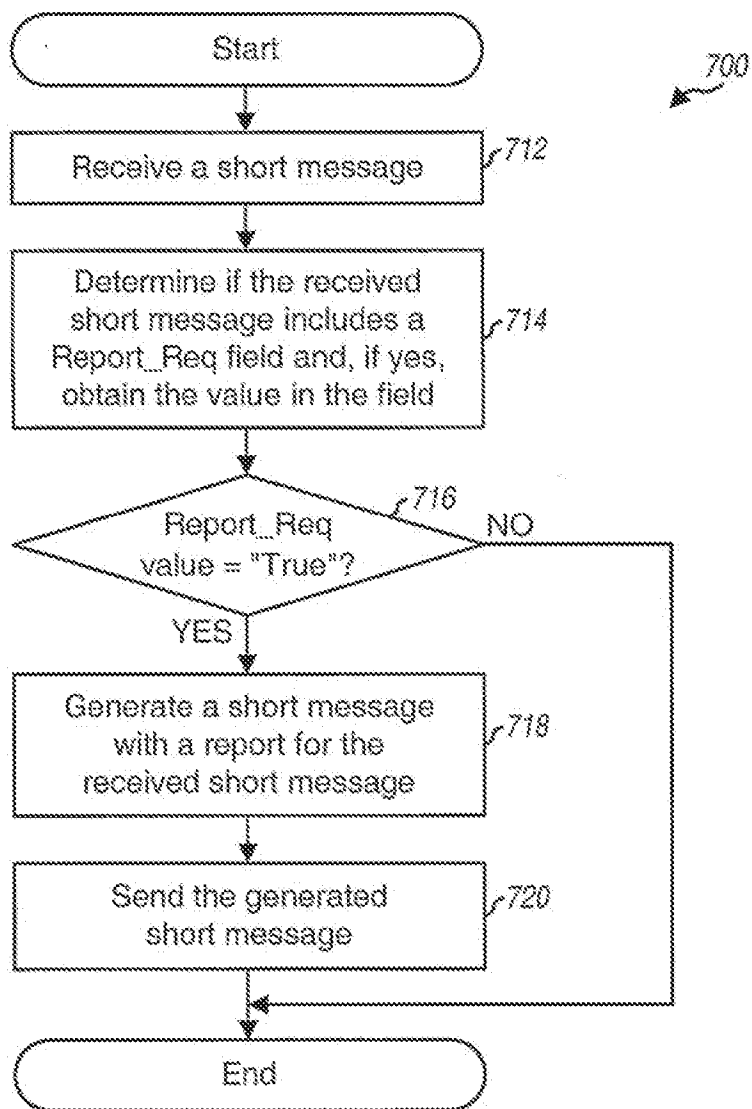 Start
700
Receive a short message
712
Determine if the received
short message includes a
Report_Req field and, if yes,
obtain the value in the field
714
716
Report_Req
value = "True"?
NO
YES
Generate a short message
with a report for the
received short message
718
Send the generated
short message
720
End